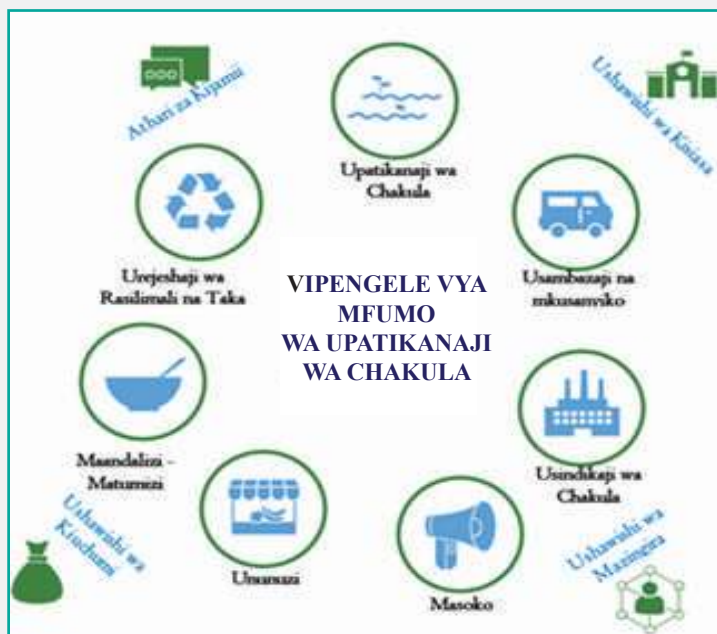 Athari za Kijamii
Ushawishi wa Kisiasa
Upatikanaji wa
Chakula
Urejeshaji wa
Rasilimali na Taka
Usambazaji na
mkusanyiko
VIPENGELE VYA
MFUMO
WA UPATIKANAJI
WA CHAKULA
Maandalizi -
Matumizi
Usindikaji wa
Chakula
Ushawishi wa
Kiuchumi
Ununuzi
Masoko
Ushawishi wa
Mazingira